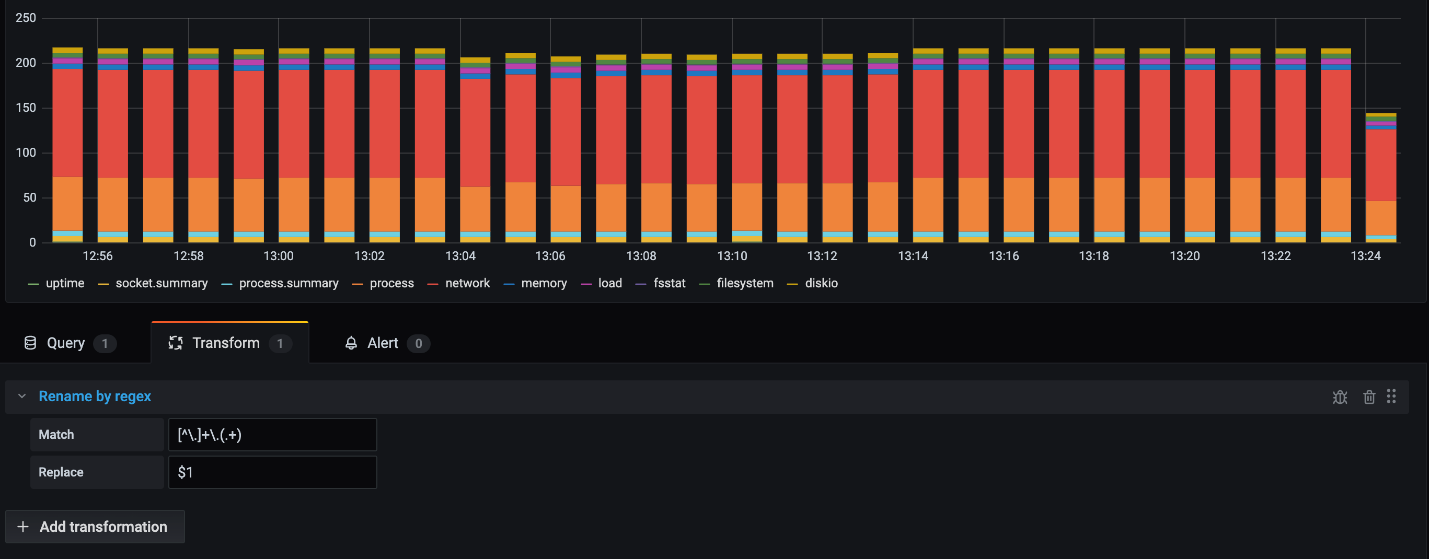 250
200
150
100
50
0
12:56 12:58 13:00 13:02 13:04 13:06 13:08 13:10 13:12 13:14 13:16 13:18 13:20 13:22 13:24
uptime socket.summary process.summary process network memory load fsstat filesystem diskio
Query 1 Transform 1 Alert 0
Rename by regex
Match [^\.]+\.(.+)
Replace $1
+ Add transformation